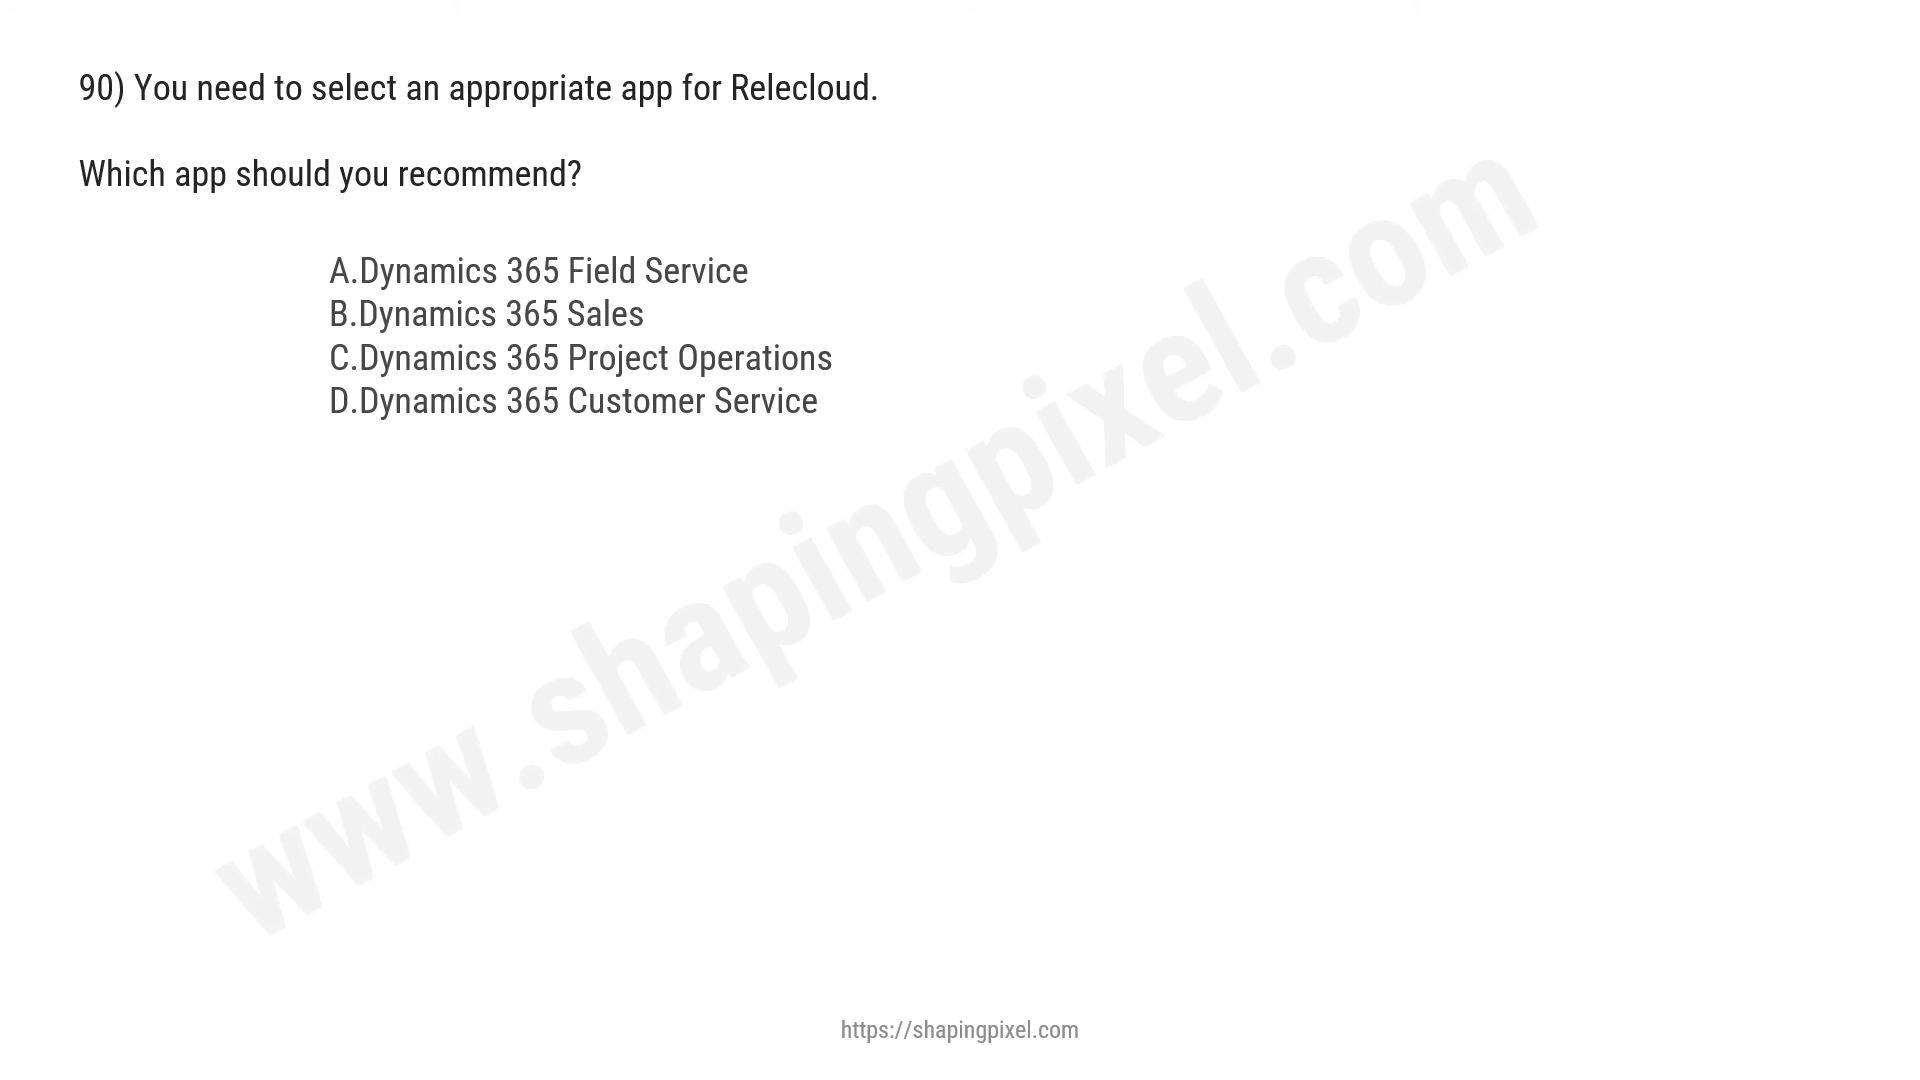 90) You need to select an appropriate app for Relecloud.
Which app should you recommend?
A.Dynamics 365 Field Service
B.Dynamics 365 Sales
C.Dynamics 365 Project Operations
D.Dynamics 365 Customer Service
www.shapingpixel.com
https://shapingpixel.com